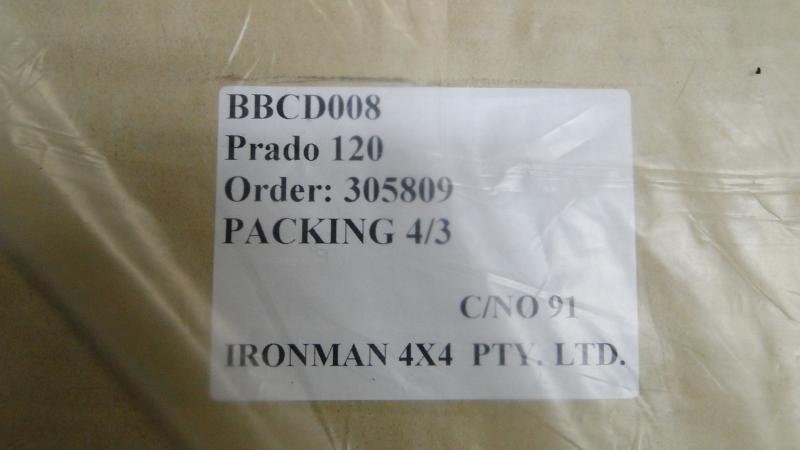 BBCD008
Prado 120
Order: 305809
PACKING 4/3
C/NO 91
IRONMAN 4X4 PTY. LTD.